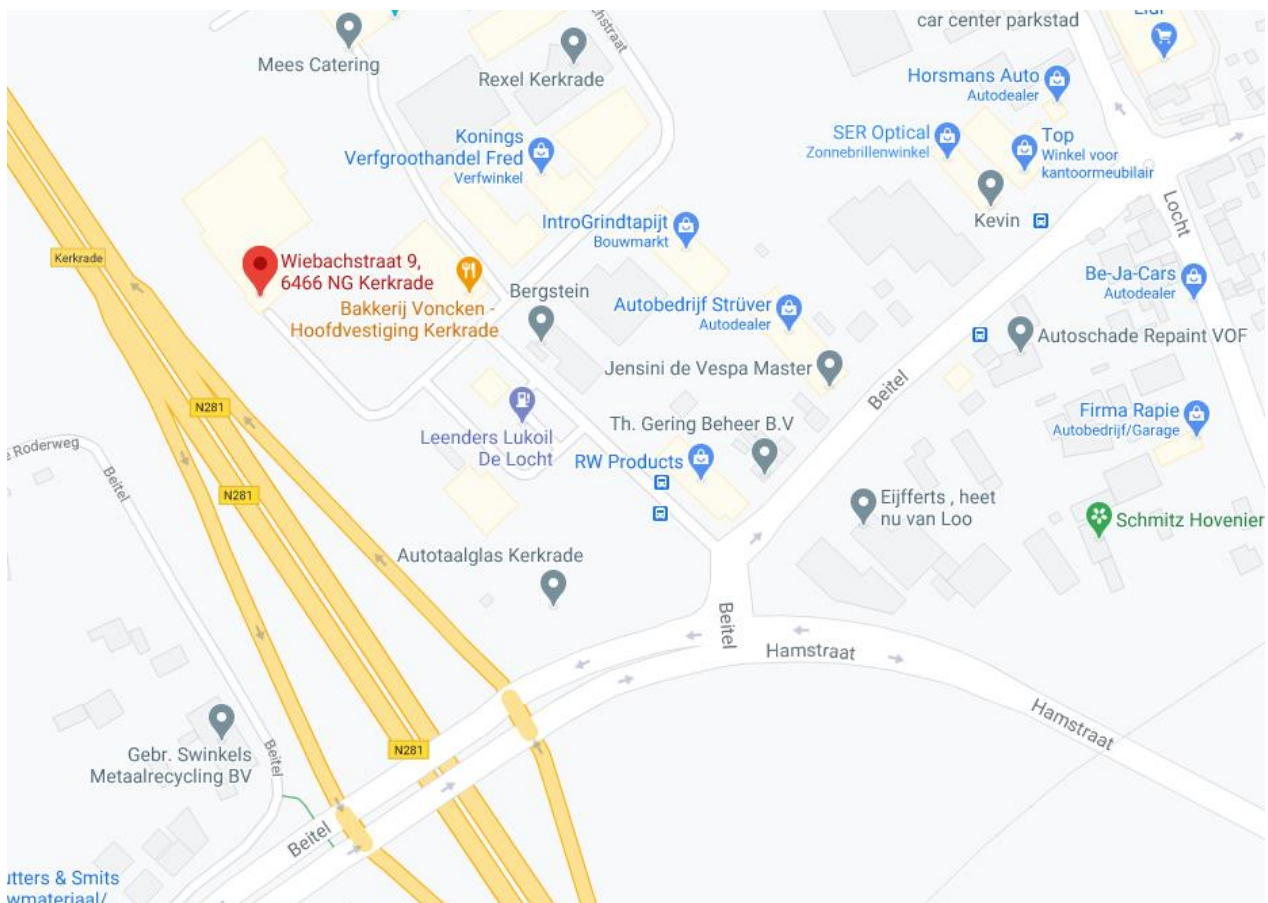 car center parkstad
Mees Catering
Rexel Kerkrade
Horsmans Auto
Autodealer
Konings
Verfgroothandel Fred
Verfwinkel
SER Optical
Zonnebrillenwinkel
Top
Winkel voor
kantoormeubilair
Kevin
Locht
IntroGrindtapijt
Bouwmarkt
Kerkrade
Wiebachstraat 9,
6466 NG Kerkrade
Bakkerij Voncken -
Hoofdvestiging Kerkrade
Bergstein
Be-Ja-Cars
Autodealer
Autobedrijf Strüver
Autodealer
Autoschade Repaint VOF
Jensini de Vespa Master
Beitel
N281
Leenders Lukoil
De Locht
Th. Gering Beheer B.V
Firma Rapie
Autobedrijf/Garage
Roderweg
Beitel
RW Products
N281
Eijfferts , heet
nu van Loo
Schmitz Hovenier
Autotaalglas Kerkrade
Beitel
Hamstraat
Hamstraat
Gebr. Swinkels
Metaalrecycling BV
Beitel
N281
Beitel
& Smits